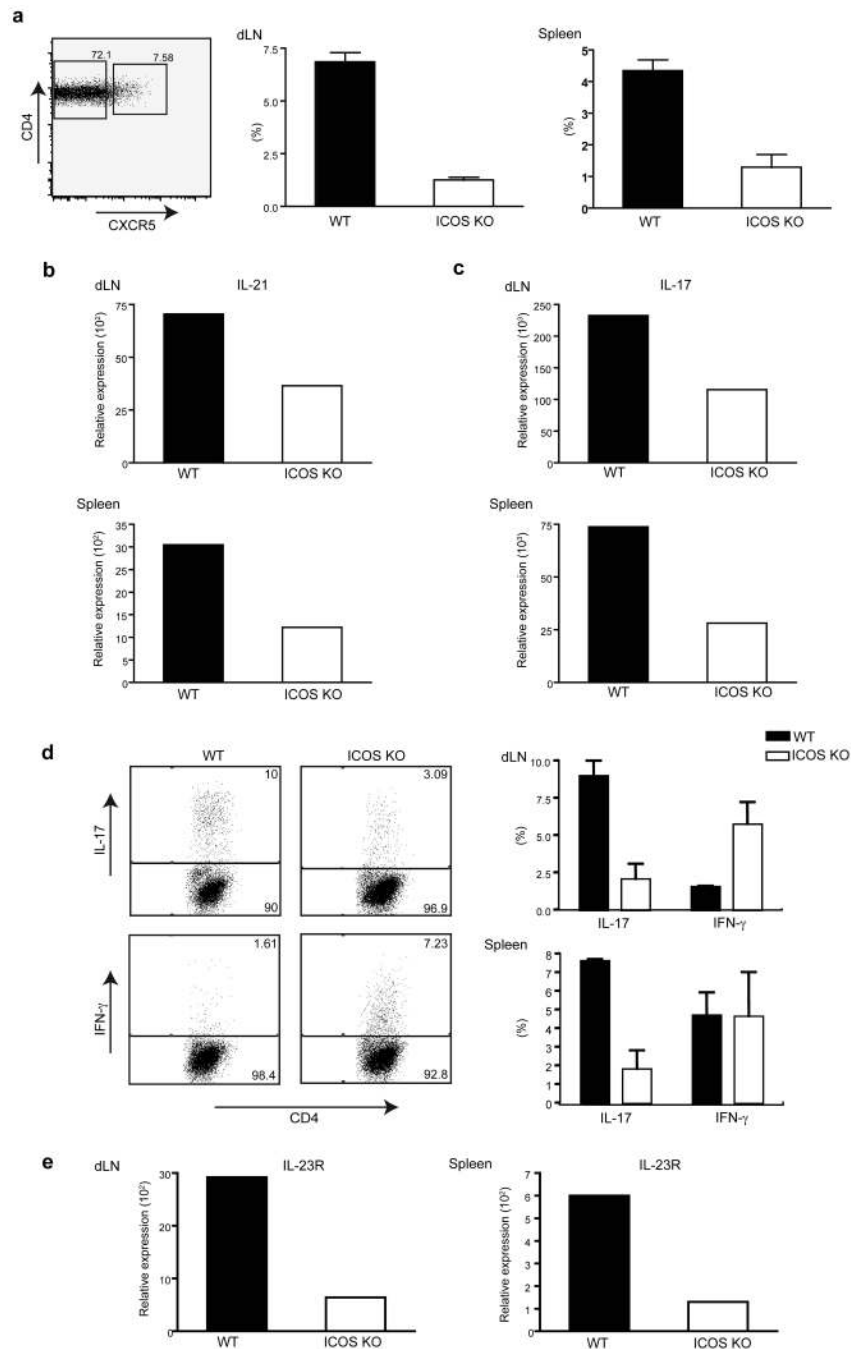 a
72.1 7.58
CD4
CXCR5
dLN
7.5
5.0
2.5
0.0
(%)
WT ICOS KO
Spleen
5
4
3
2
1
0
(%)
WT ICOS KO
b
dLN IL-21
75
50
25
0
Relative expression (10²)
WT ICOS KO
Spleen
35
30
25
20
15
10
5
0
Relative expression (10²)
WT ICOS KO
c
dLN IL-17
250
200
150
100
50
0
Relative expression (10³)
WT ICOS KO
Spleen
75
50
25
0
Relative expression (10³)
WT ICOS KO
d
WT ICOS KO
IL-17
10 3.09
90 96.9
IFN-γ
1.61 7.23
98.4 92.8
CD4
WT
ICOS KO
dLN
10.0
7.5
5.0
2.5
0.0
(%)
IL-17 IFN-γ
Spleen
8
7
6
5
4
3
2
1
0
(%)
IL-17 IFN-γ
e
dLN IL-23R
30
20
10
0
Relative expression (10²)
WT ICOS KO
Spleen IL-23R
7
6
5
4
3
2
1
0
Relative expression (10²)
WT ICOS KO